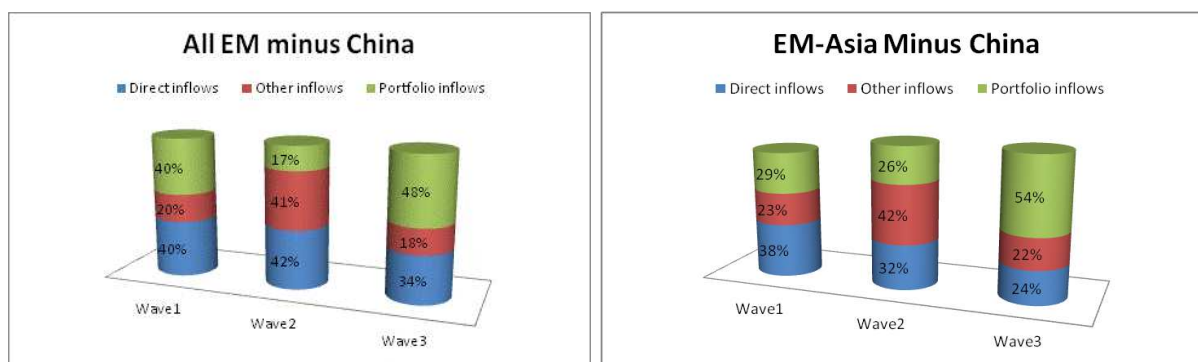 All EM minus China
Direct inflows Other inflows Portfolio inflows
40%
20%
40%
17%
41%
42%
48%
18%
34%
Wave1
Wave2
Wave3
EM-Asia Minus China
Direct inflows Other inflows Portfolio inflows
29%
23%
38%
26%
42%
32%
54%
22%
24%
Wave1
Wave2
Wave3